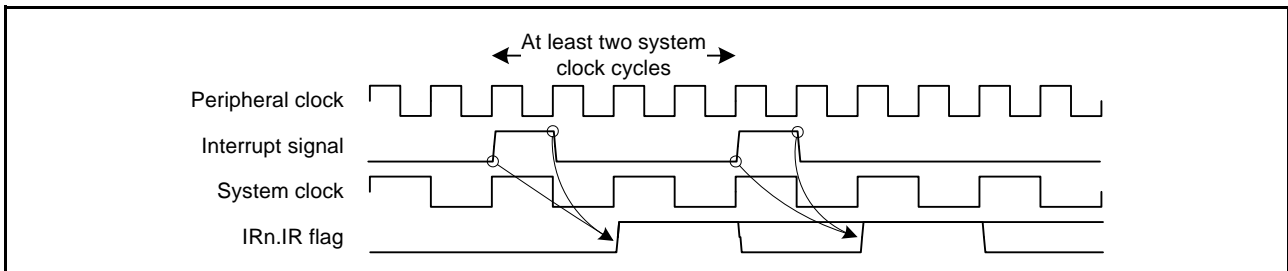 At least two system
clock cycles
Peripheral clock
Interrupt signal
System clock
IRn.IR flag